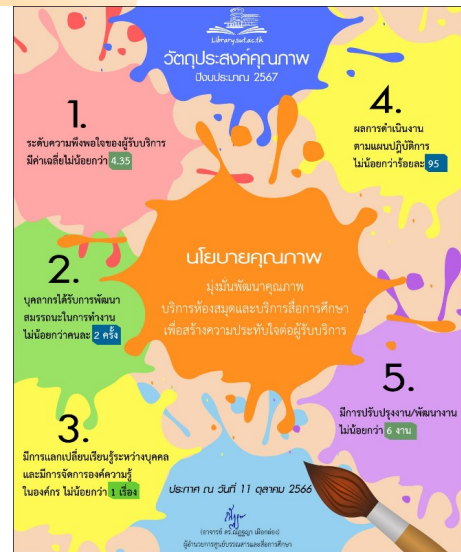 Library.sut.ac.th
วัตถุประสงค์คุณภาพ
ปีงบประมาณ 2567
1.
ระดับความพึงพอใจของผู้รับบริการ
มีค่าเฉลี่ยไม่น้อยกว่า 4.35
4.
ผลการดำเนินงาน
ตามแผนปฏิบัติการ
ไม่น้อยกว่าร้อยละ 95
นโยบายคุณภาพ
มุ่งมั่นพัฒนาคุณภาพ
บริการห้องสมุดและบริการสื่อการศึกษา
เพื่อสร้างความประทับใจต่อผู้รับบริการ
2.
บุคลากรได้รับการพัฒนา
สมรรถนะในการทำงาน
ไม่น้อยกว่าคนละ 2 ครั้ง
5.
มีการปรับปรุงงาน/พัฒนางาน
ไม่น้อยกว่า 6 งาน
3.
มีการแลกเปลี่ยนเรียนรู้ระหว่างบุคคล
และมีการจัดการองค์ความรู้
ในองค์กร ไม่น้อยกว่า 1 เรื่อง
ประกาศ ณ วันที่ 11 ตุลาคม 2566
(อาจารย์ ดร.ณัฐญา เผือกผ่อง)
ผู้อำนวยการศูนย์บรรณสารและสื่อการศึกษา